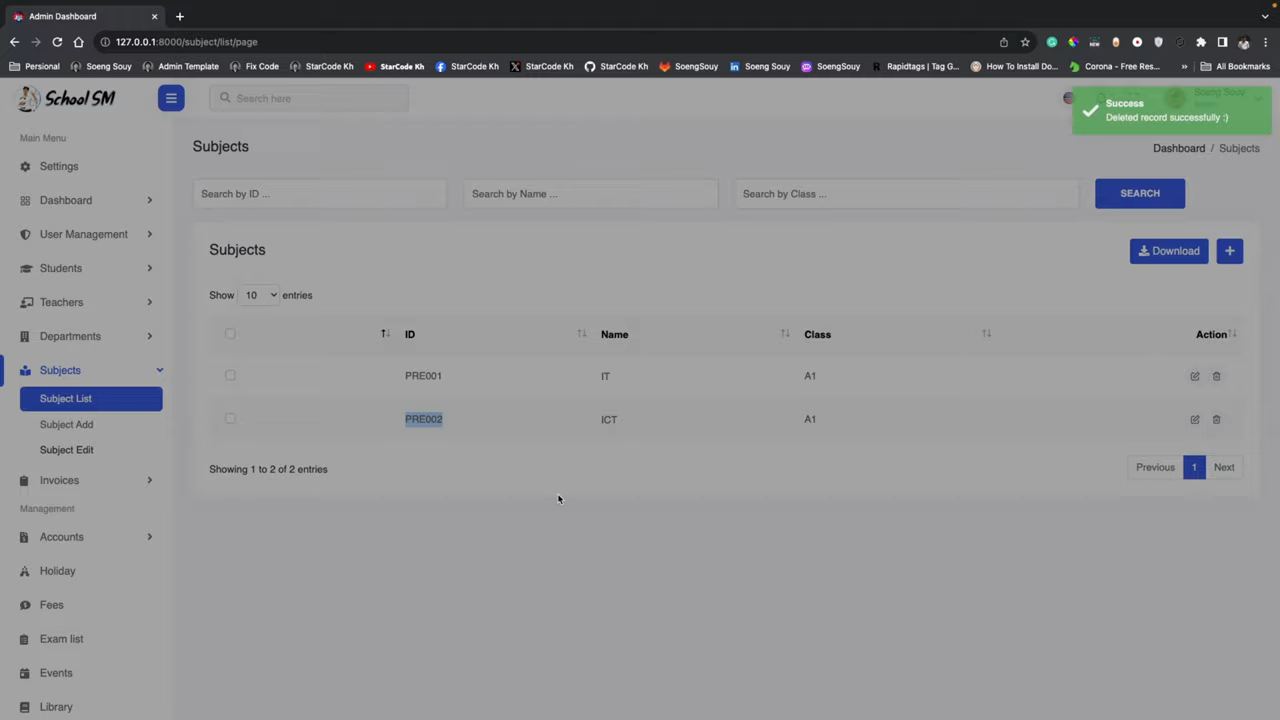 Admin Dashboard
127.0.0.1:8000/subject/list/page
Personal
Soeng Souy
Admin Template
Fix Code
StarCode Kh
StarCode Kh
StarCode Kh
StarCode Kh
StarCode Kh
SoengSouy
Soeng Souy
SoengSouy
Rapidtags | Tag G...
How To Install Do...
Corona - Free Res...
»
All Bookmarks
School SM
Search here
Soeng Souy
Success
Deleted record successfully :)
Main Menu
Settings
Dashboard
User Management
Students
Teachers
Departments
Subjects
Subject List
Subject Add
Subject Edit
Invoices
Management
Accounts
Holiday
Fees
Exam list
Events
Library
Subjects
Dashboard / Subjects
Search by ID ...
Search by Name ...
Search by Class ...
SEARCH
Subjects
Download
+
Show 10 entries
ID Name Class Action
PRE001 IT A1
PRE002 ICT A1
Showing 1 to 2 of 2 entries
Previous 1 Next